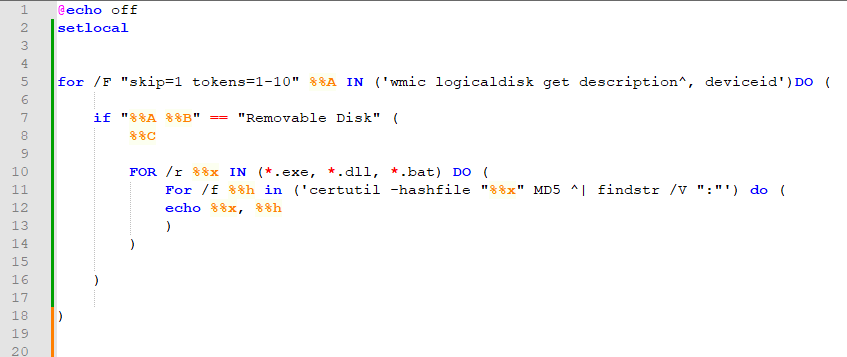 1 @echo off
2 setlocal
3
4
5 for /F "skip=1 tokens=1-10" %%A IN ('wmic logicaldisk get description^, deviceid')DO (
6
7 if "%%A %%B" == "Removable Disk" (
8 %%C
9
10 FOR /r %%x IN (*.exe, *.dll, *.bat) DO (
11 For /f %%h in ('certutil -hashfile "%%x" MD5 ^| findstr /V ":"') do (
12 echo %%x, %%h
13 )
14 )
15
16 )
17
18 )
19
20